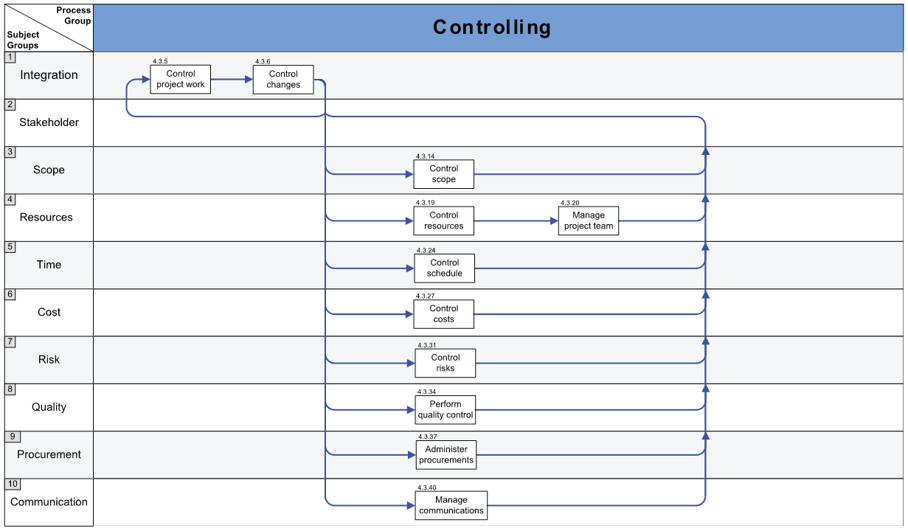 Process
Group
Subject
Groups
Controlling
1
Integration
4.3.5
Control
project work
4.3.6
Control
changes
2
Stakeholder
3
Scope
4.3.14
Control
scope
4
Resources
4.3.19
Control
resources
4.3.20
Manage
project team
5
Time
4.3.24
Control
schedule
6
Cost
4.3.27
Control
costs
7
Risk
4.3.31
Control
risks
8
Quality
4.3.34
Perform
quality control
9
Procurement
4.3.37
Administer
procurements
10
Communication
4.3.40
Manage
communications